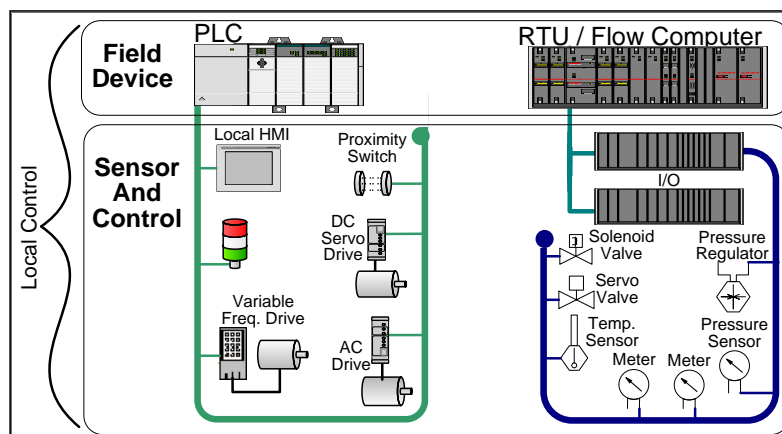 PLC
RTU / Flow Computer
Field
Device
Local Control
Sensor
And
Control
Local HMI
Proximity
Switch
DC
Servo
Drive
Variable
Freq. Drive
AC
Drive
I/O
Solenoid
Valve
Pressure
Regulator
Servo
Valve
Temp.
Sensor
Pressure
Sensor
Meter
Meter